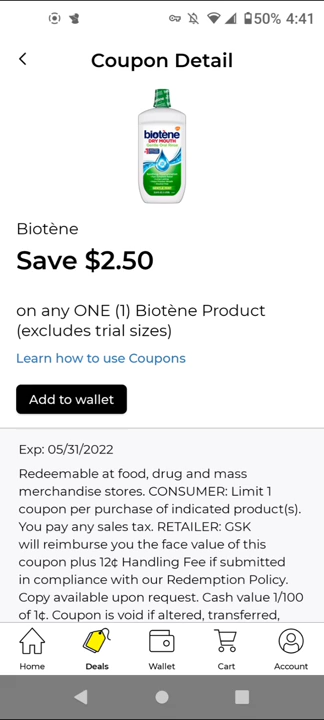 50% 4:41
Coupon Detail
biotène
DRY MOUTH
Biotène
Save $2.50
on any ONE (1) Biotène Product
(excludes trial sizes)
Learn how to use Coupons
Add to wallet
Exp: 05/31/2022
Redeemable at food, drug and mass
merchandise stores. CONSUMER: Limit 1
coupon per purchase of indicated product(s).
You pay any sales tax. RETAILER: GSK
will reimburse you the face value of this
coupon plus 12¢ Handling Fee if submitted
in compliance with our Redemption Policy.
Copy available upon request. Cash value 1/100
of 1¢. Coupon is void if altered, transferred,
Home Deals Wallet Cart Account